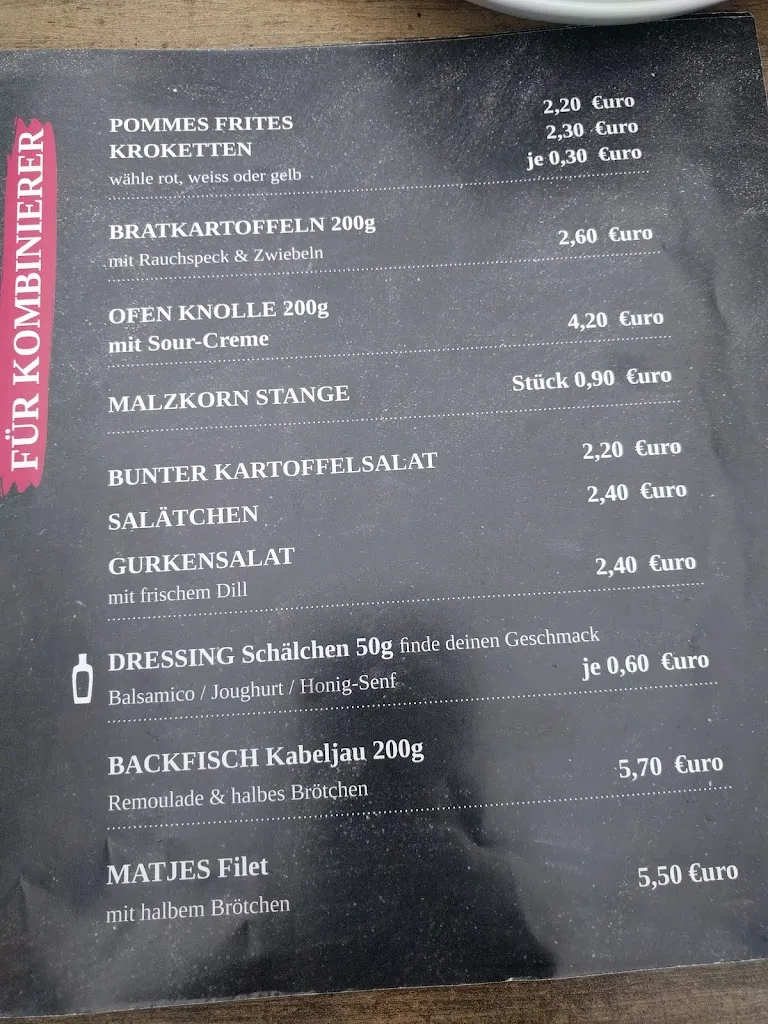 FÜR KOMBINIERER
POMMES FRITES 2,20 €uro
KROKETTEN 2,30 €uro
wähle rot, weiss oder gelb je 0,30 €uro
BRATKARTOFFELN 200g
mit Rauchspeck & Zwiebeln 2,60 €uro
OFEN KNOLLE 200g
mit Sour-Creme 4,20 €uro
MALZKORN STANGE Stück 0,90 €uro
BUNTER KARTOFFELSALAT 2,20 €uro
SALÄTCHEN 2,40 €uro
GURKENSALAT
mit frischem Dill 2,40 €uro
DRESSING Schälchen 50g finde deinen Geschmack
Balsamico / Joughurt / Honig-Senf je 0,60 €uro
BACKFISCH Kabeljau 200g
Remoulade & halbes Brötchen 5,70 €uro
MATJES Filet
mit halbem Brötchen 5,50 €uro